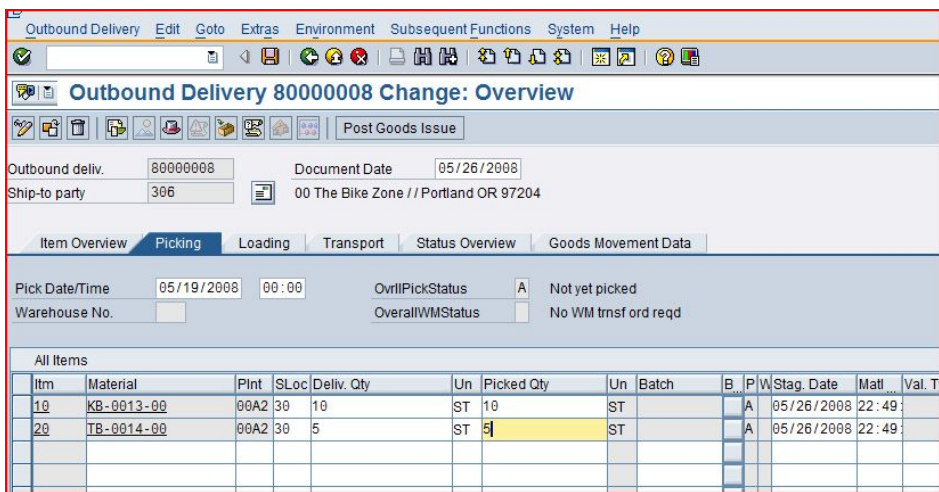 Outbound Delivery Edit Goto Extras Environment Subsequent Functions System Help
Outbound Delivery 80000008 Change: Overview
Post Goods Issue
Outbound deliv. 80000008 Document Date 05/26/2008
Ship-to party 306 00 The Bike Zone / / Portland OR 97204
Item Overview Picking Loading Transport Status Overview Goods Movement Data
Pick Date/Time 05/19/2008 00:00 OvrllPickStatus A Not yet picked
Warehouse No. OverallWMStatus No WM trnsf ord reqd
All Items
Itm Material Plnt SLoc Deliv. Qty Un Picked Qty Un Batch B... P W Stag. Date Matl ... Val. T
10 KB-0013-00 00A2 30 10 ST 10 ST A 05/26/2008 22:49:
20 TB-0014-00 00A2 30 5 ST 5 ST A 05/26/2008 22:49: